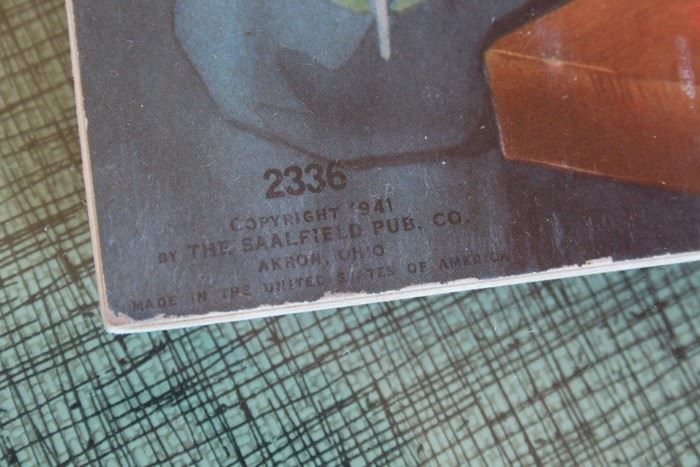 2336
COPYRIGHT 1941
BY THE SAALFIELD PUB. CO.
AKRON, OHIO
MADE IN THE UNITED STATES OF AMERICA